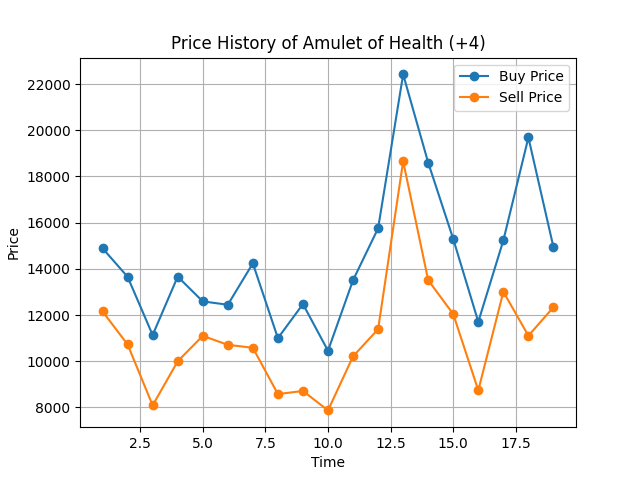 Price History of Amulet of Health (+4)
Buy Price
Sell Price
Price
22000
20000
18000
16000
14000
12000
10000
8000
2.5 5.0 7.5 10.0 12.5 15.0 17.5
Time